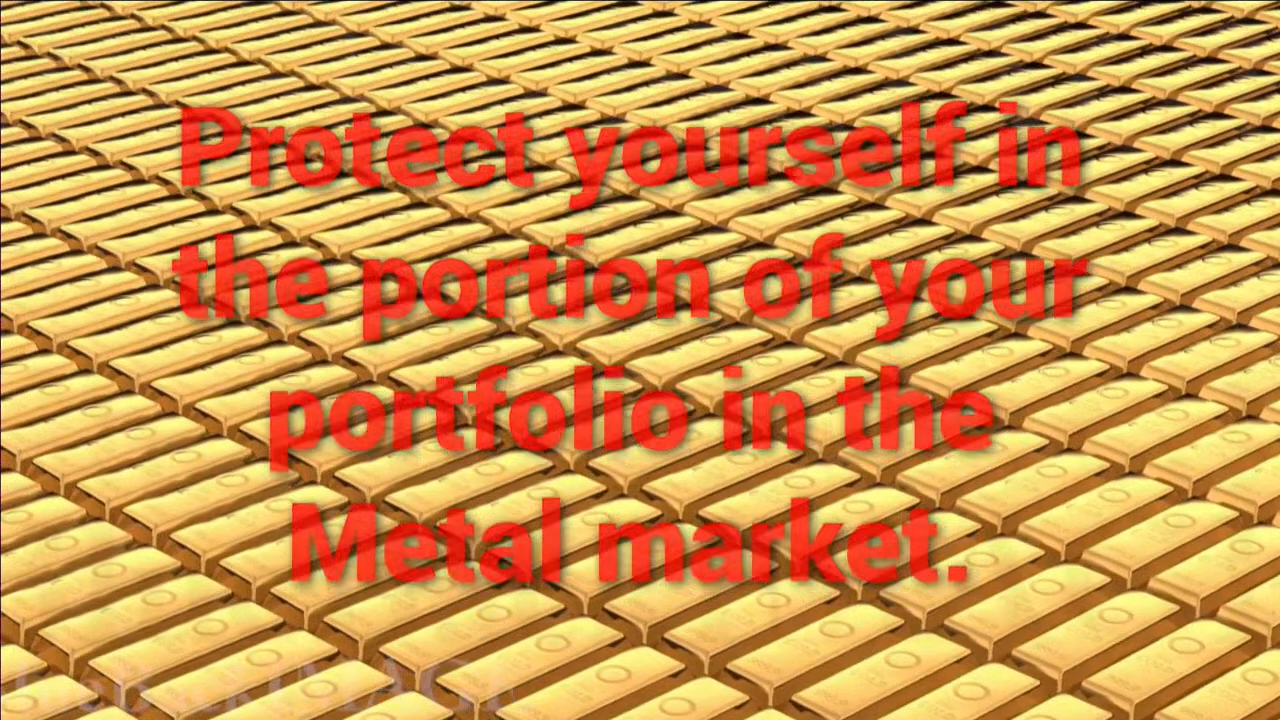 Protect yourself in
the portion of your
portfolio in the
Metal market.